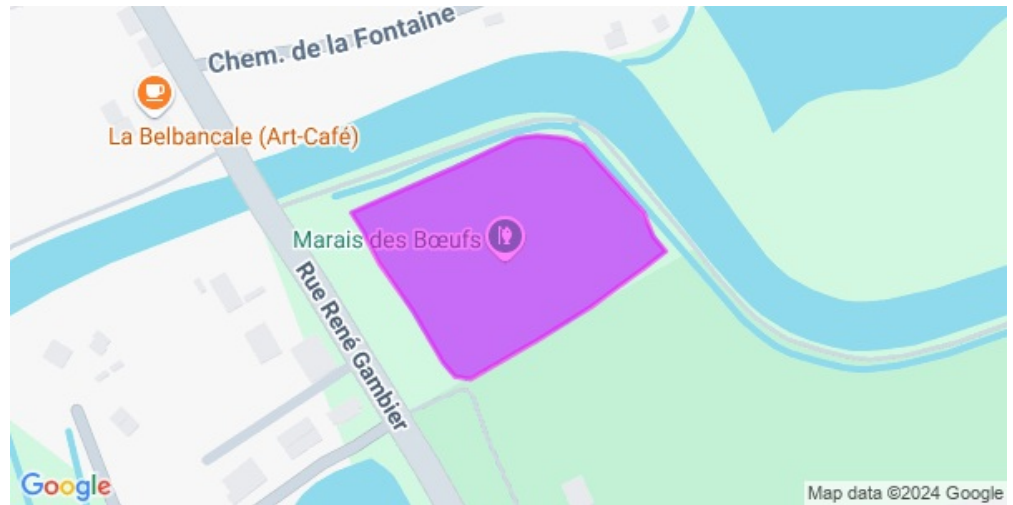 Chem. de la Fontaine
La Belbancale (Art-Café)
Marais des Bœufs
Rue René Gambier
Google
Map data ©2024 Google